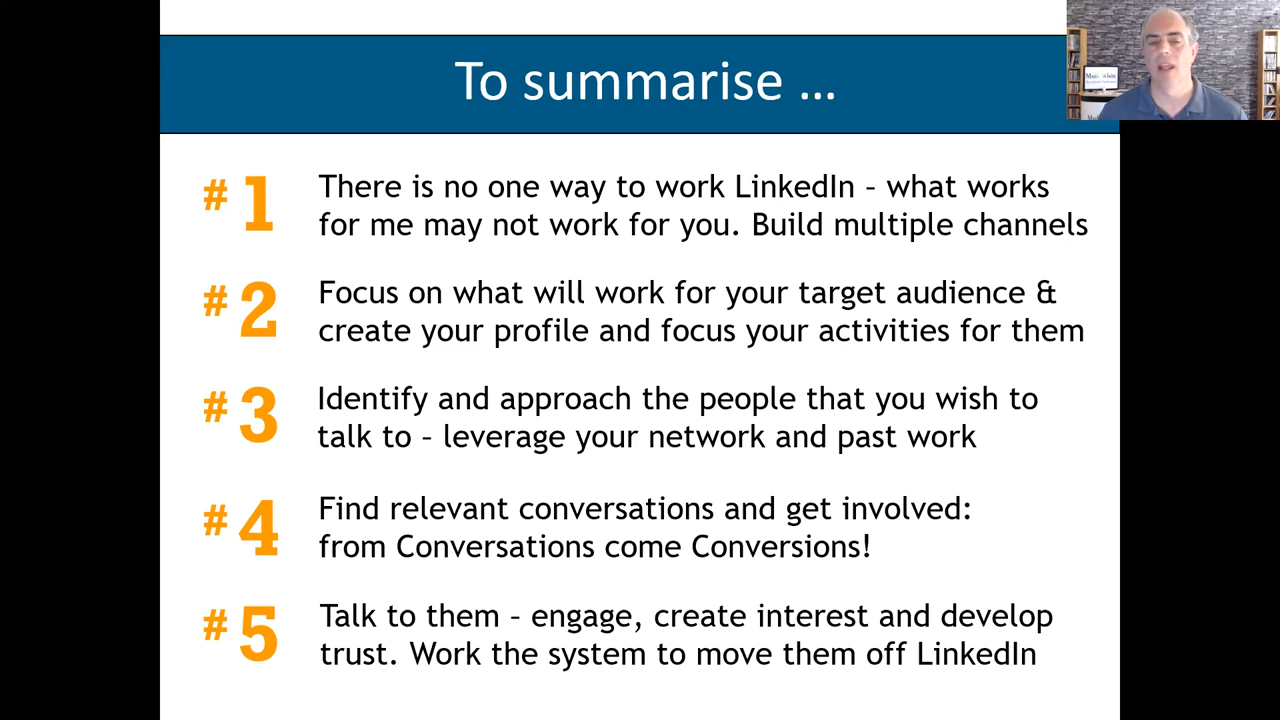 To summarise ...
#1
There is no one way to work LinkedIn – what works
for me may not work for you. Build multiple channels
#2
Focus on what will work for your target audience &
create your profile and focus your activities for them
#3
Identify and approach the people that you wish to
talk to – leverage your network and past work
#4
Find relevant conversations and get involved:
from Conversations come Conversions!
#5
Talk to them – engage, create interest and develop
trust. Work the system to move them off LinkedIn